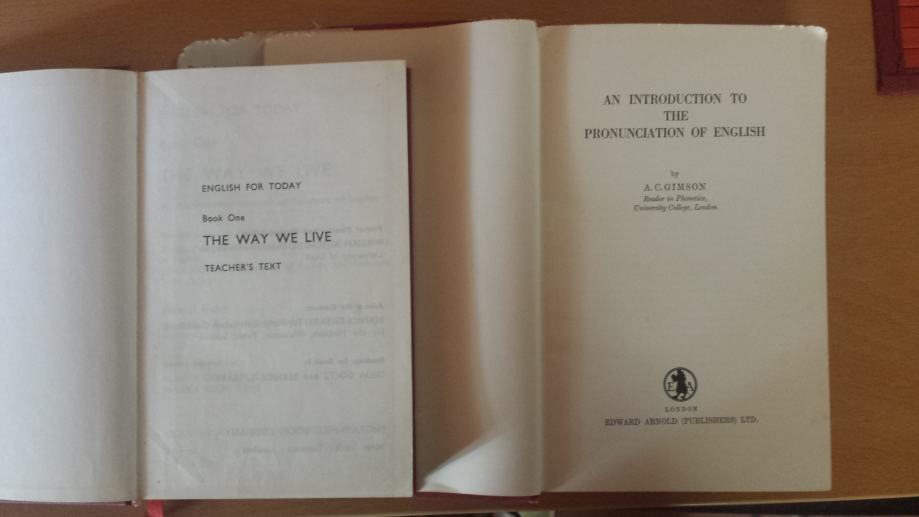 ENGLISH FOR TODAY
Book One
THE WAY WE LIVE
TEACHER'S TEXT
AN INTRODUCTION TO
THE
PRONUNCIATION OF ENGLISH
by
A. C. GIMSON
Reader in Phonetics,
University College, London
E A
LONDON
EDWARD ARNOLD (PUBLISHERS) LTD.